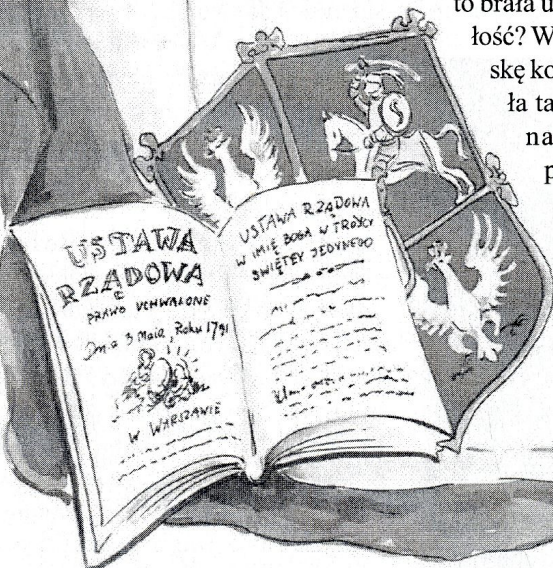 to brała u
łość? W
skę ko
ła ta
na
p
USTAWA
RZĄDOWA
PRAWO UCHWALONE
Dnia 3 Maia, Roku 1791
W WARSZAWIE
USTAWA RZĄDOWA
W IMIĘ BOGA W TRÓYCY
ŚWIĘTEY JEDYNEGO